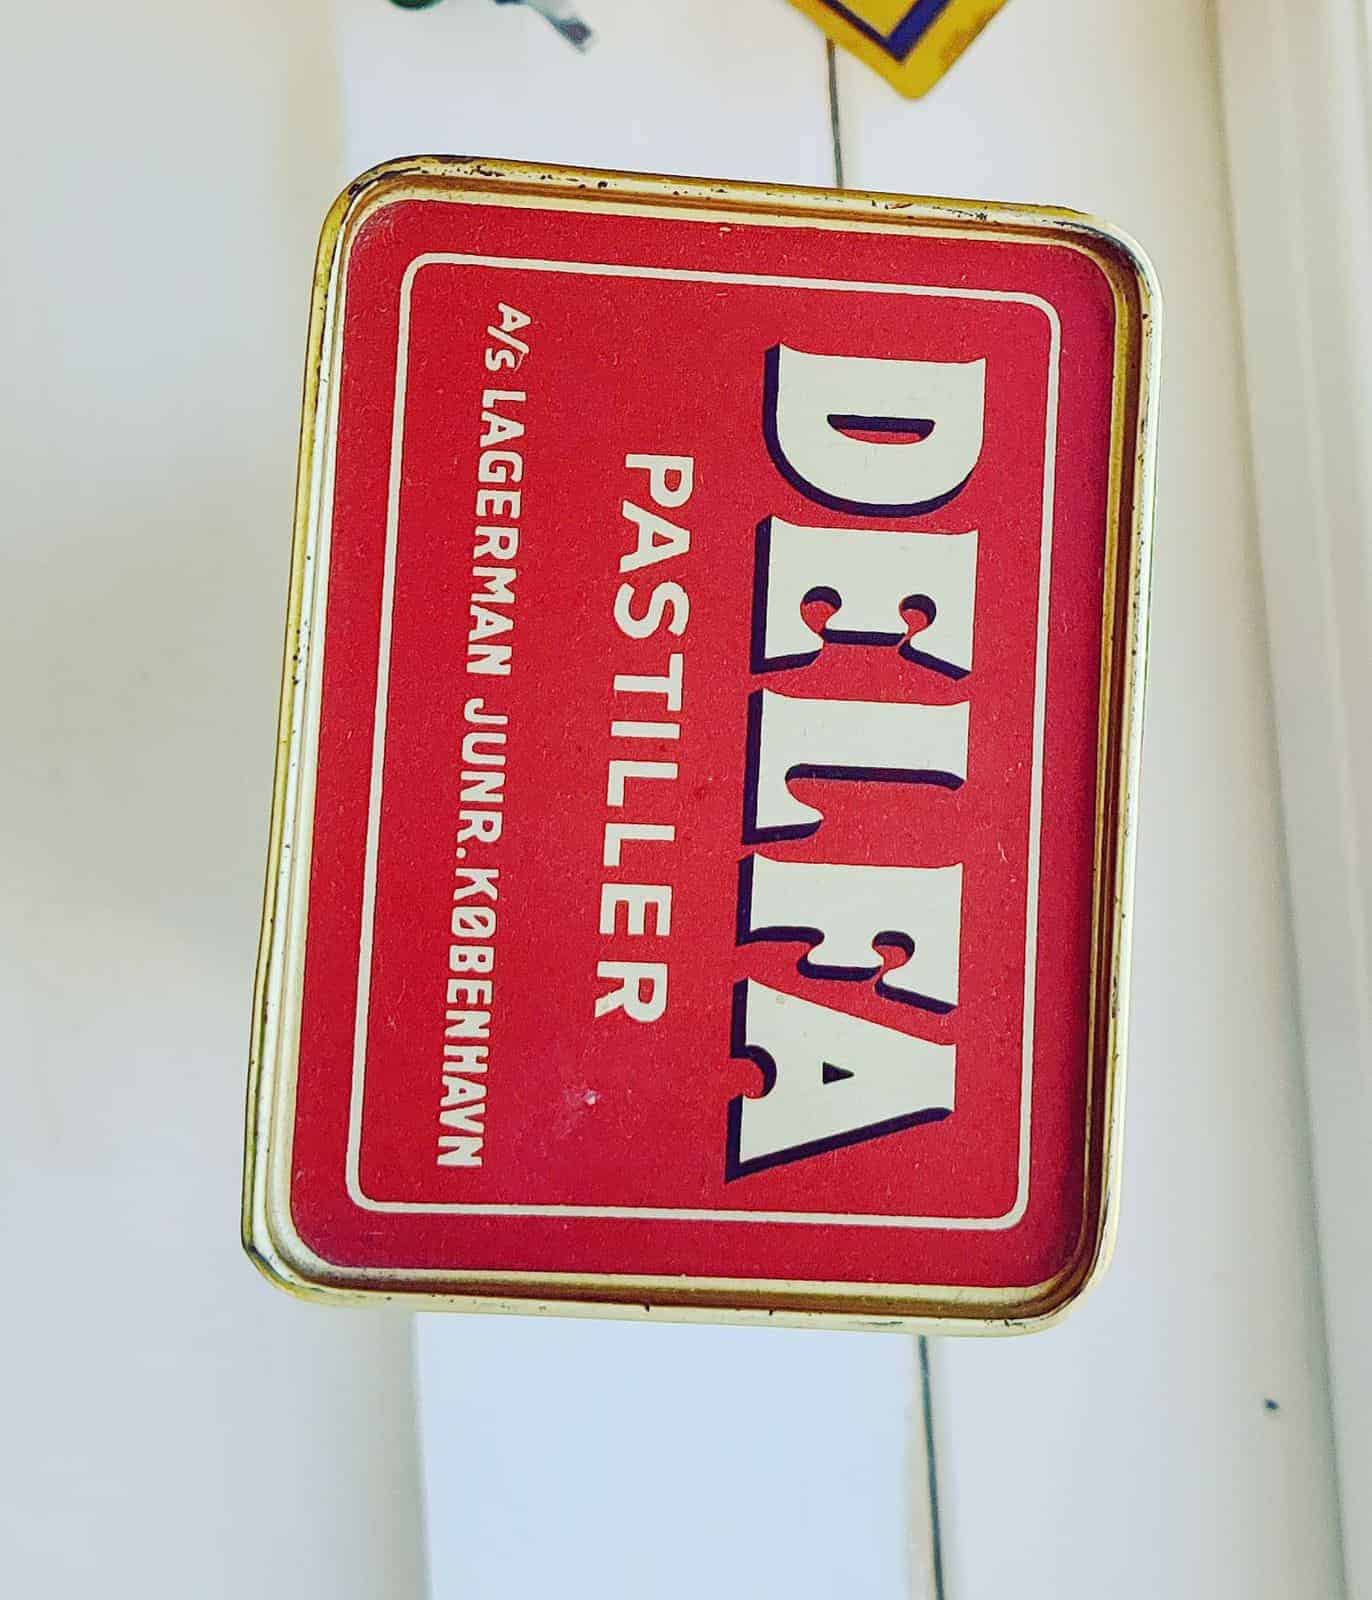 DELFA
PASTILLER
A/S LAGERMAN JUNR. KØBENHAVN